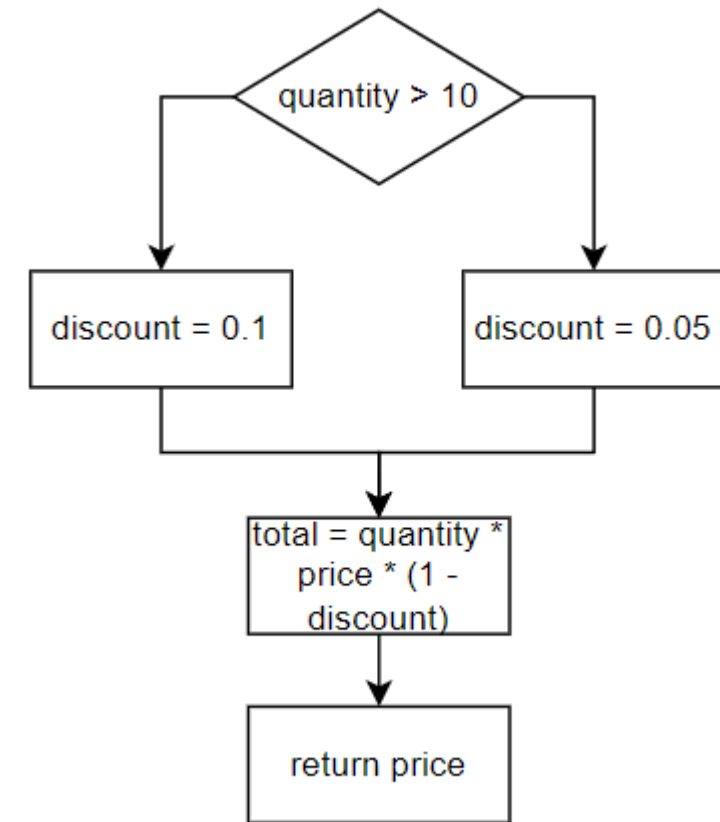 quantity > 10
discount = 0.1
discount = 0.05
total = quantity *
price * (1 -
discount)
return price